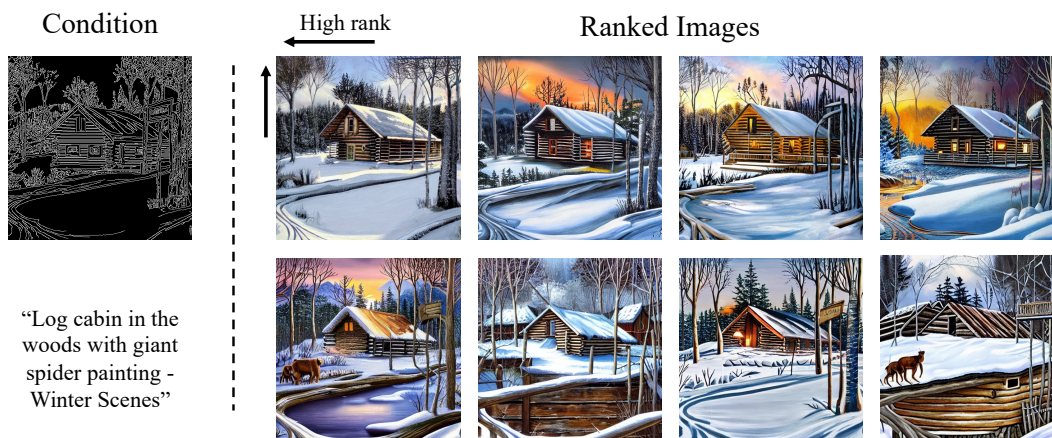 Condition
High rank
Ranked Images
“Log cabin in the
woods with giant
spider painting -
Winter Scenes”